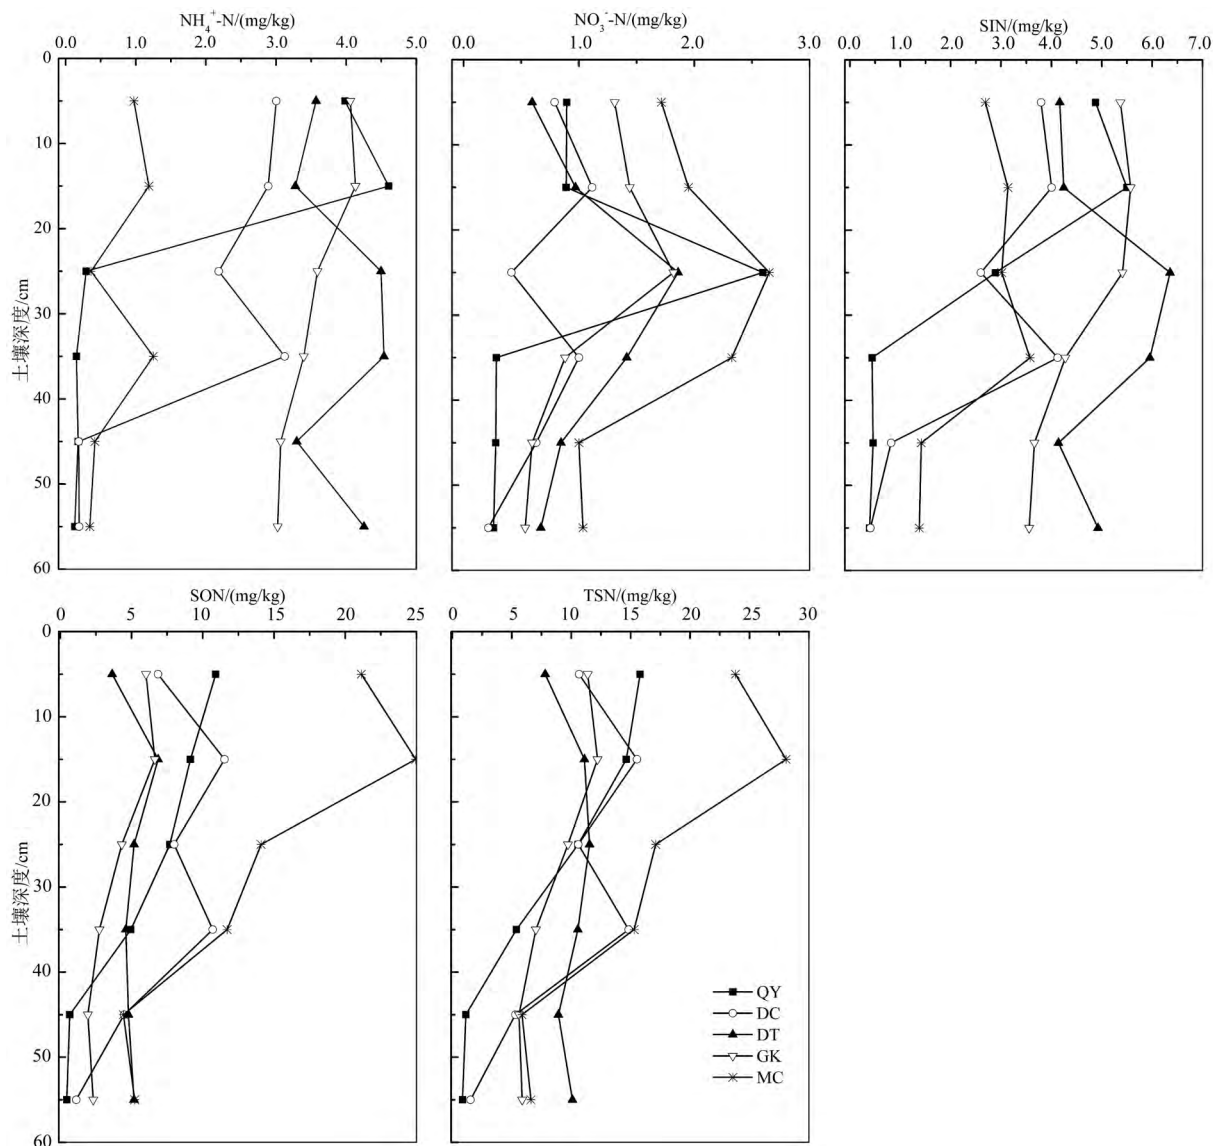 NH₄⁺-N/(mg/kg)
0.0 1.0 2.0 3.0 4.0 5.0
NO₃⁻-N/(mg/kg)
0.0 1.0 2.0 3.0
SIN/(mg/kg)
0.0 1.0 2.0 3.0 4.0 5.0 6.0 7.0
0
10
20
30
40
50
60
土壤深度/cm
SON/(mg/kg)
0 5 10 15 20 25
TSN/(mg/kg)
0 5 10 15 20 25 30
0
10
20
30
40
50
60
土壤深度/cm
QY
DC
DT
GK
MC